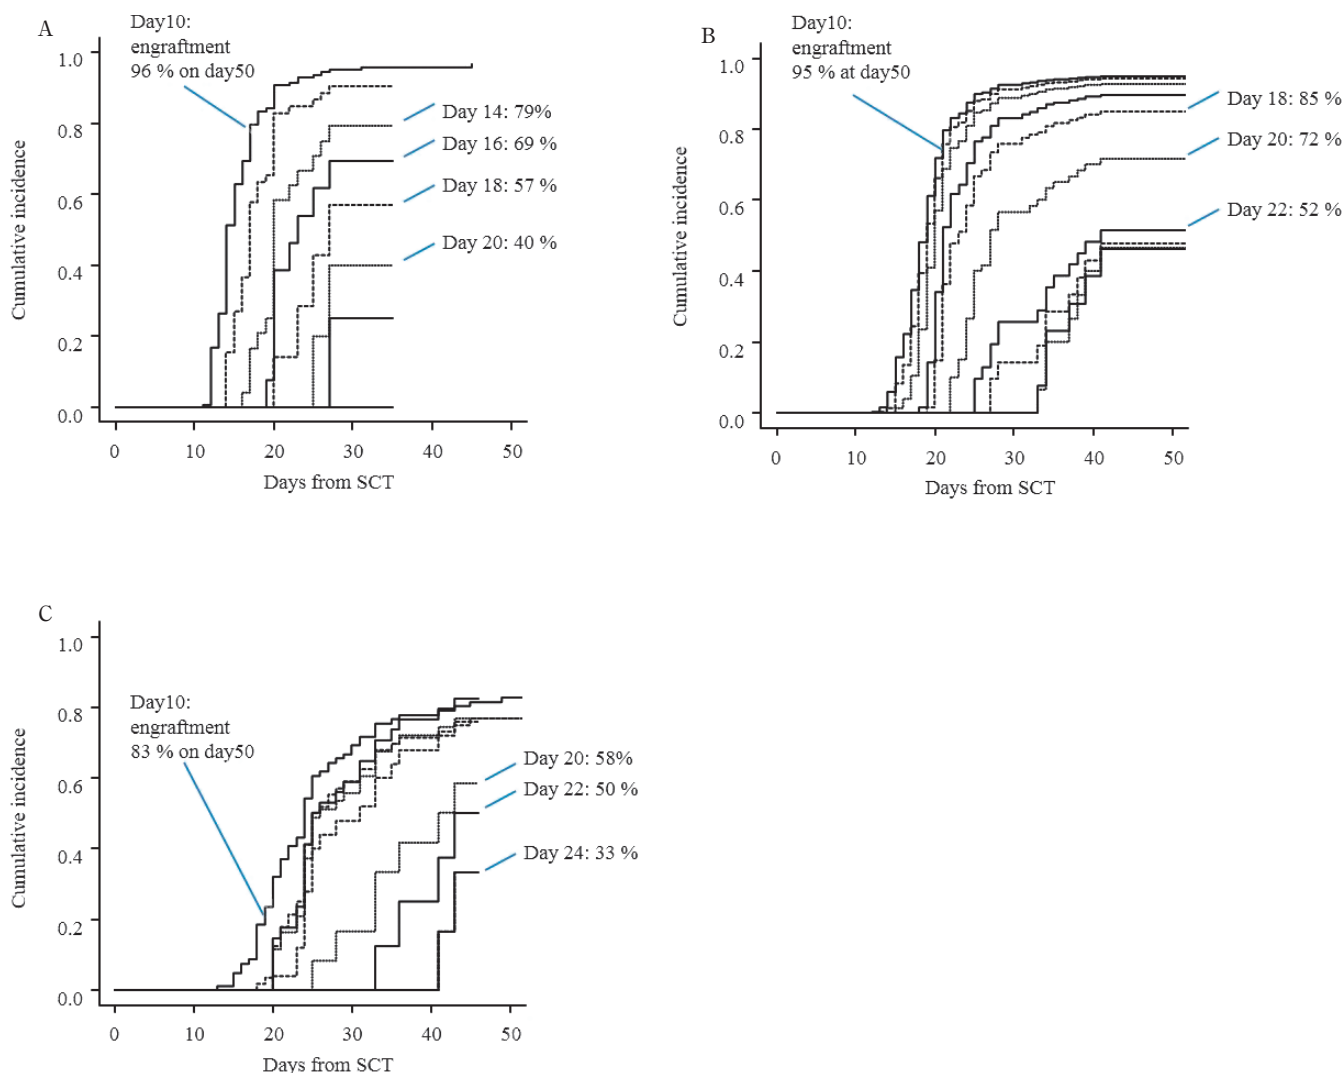 A
Day10:
engraftment
96 % on day50
1.0
0.8
0.6
0.4
0.2
0.0
Cumulative incidence
Day 14: 79%
Day 16: 69 %
Day 18: 57 %
Day 20: 40 %
0 10 20 30 40 50
Days from SCT
B
Day10:
engraftment
95 % at day50
1.0
0.8
0.6
0.4
0.2
0.0
Cumulative incidence
Day 18: 85 %
Day 20: 72 %
Day 22: 52 %
0 10 20 30 40 50
Days from SCT
C
1.0
0.8
0.6
0.4
0.2
0.0
Cumulative incidence
Day10:
engraftment
83 % on day50
Day 20: 58%
Day 22: 50 %
Day 24: 33 %
0 10 20 30 40 50
Days from SCT